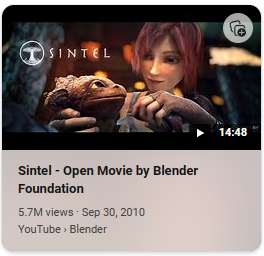 SINTEL
14:48
Sintel - Open Movie by Blender
Foundation
5.7M views · Sep 30, 2010
YouTube › Blender